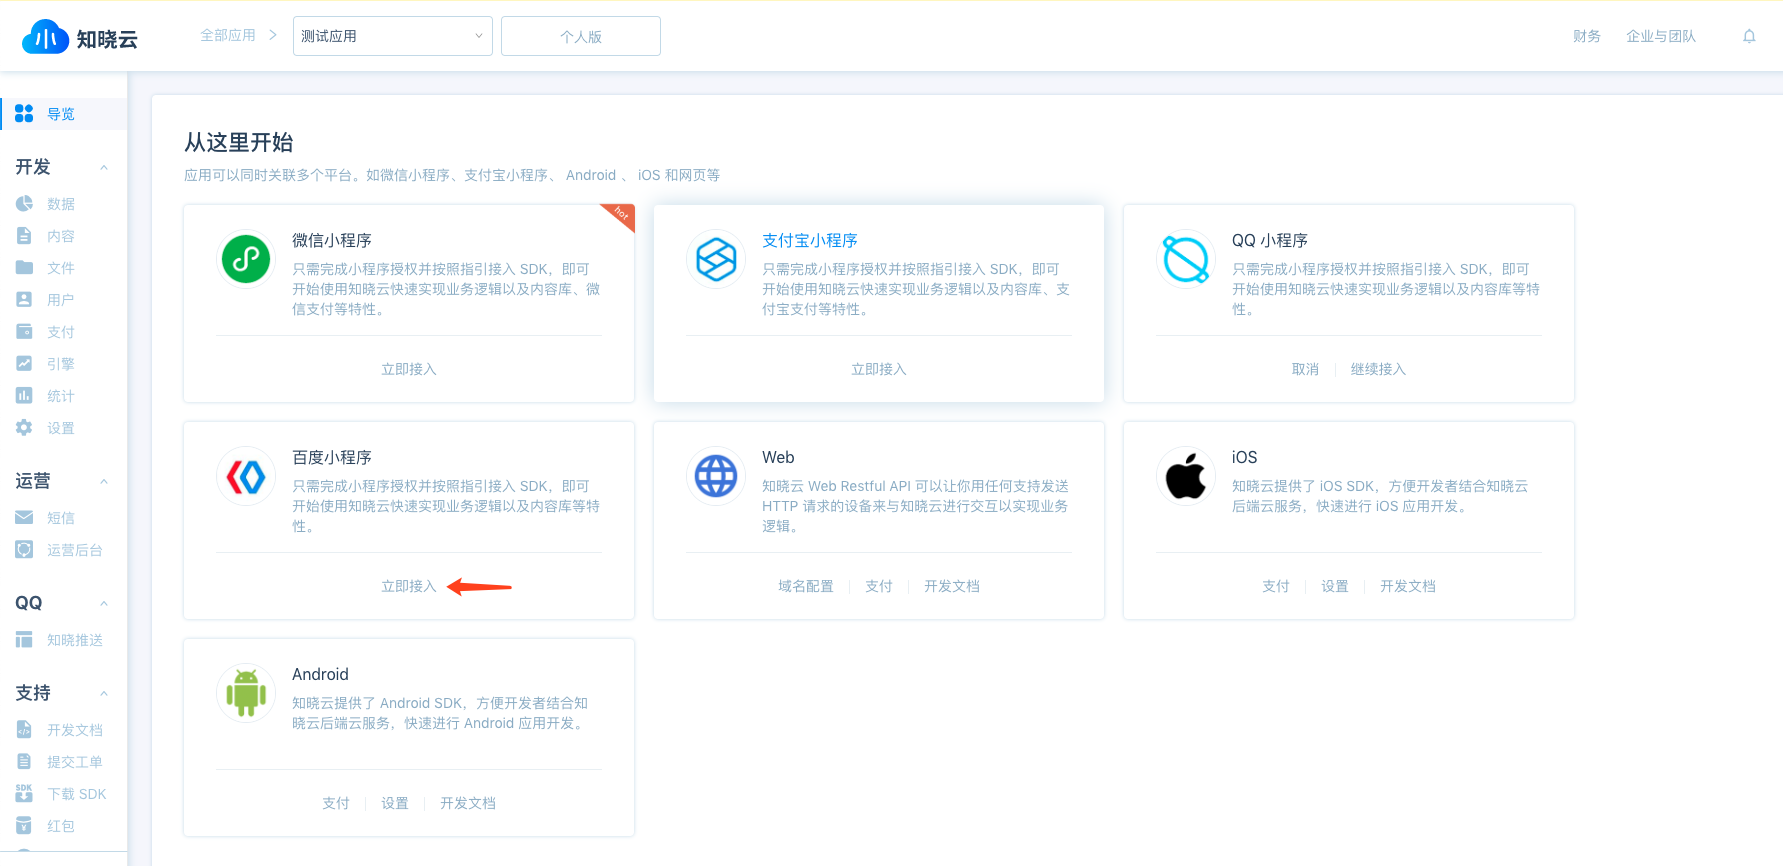 知晓云
全部应用
测试应用
个人版
财务
企业与团队
导览
开发
数据
内容
文件
用户
支付
引擎
统计
设置
运营
短信
运营后台
QQ
知晓推送
支持
开发文档
提交工单
下载 SDK
红包
从这里开始
应用可以同时关联多个平台。如微信小程序、支付宝小程序、 Android 、 iOS 和网页等
hot
微信小程序
只需完成小程序授权并按照指引接入 SDK，即可
开始使用知晓云快速实现业务逻辑以及内容库、微
信支付等特性。
立即接入
支付宝小程序
只需完成小程序授权并按照指引接入 SDK，即可
开始使用知晓云快速实现业务逻辑以及内容库、支
付宝支付等特性。
立即接入
QQ 小程序
只需完成小程序授权并按照指引接入 SDK，即可
开始使用知晓云快速实现业务逻辑以及内容库等特
性。
取消
继续接入
百度小程序
只需完成小程序授权并按照指引接入 SDK，即可
开始使用知晓云快速实现业务逻辑以及内容库等特
性。
立即接入
Web
知晓云 Web Restful API 可以让你用任何支持发送
HTTP 请求的设备来与知晓云进行交互以实现业务
逻辑。
域名配置
支付
开发文档
iOS
知晓云提供了 iOS SDK，方便开发者结合知晓云
后端云服务，快速进行 iOS 应用开发。
支付
设置
开发文档
Android
知晓云提供了 Android SDK，方便开发者结合知
晓云后端云服务，快速进行 Android 应用开发。
支付
设置
开发文档